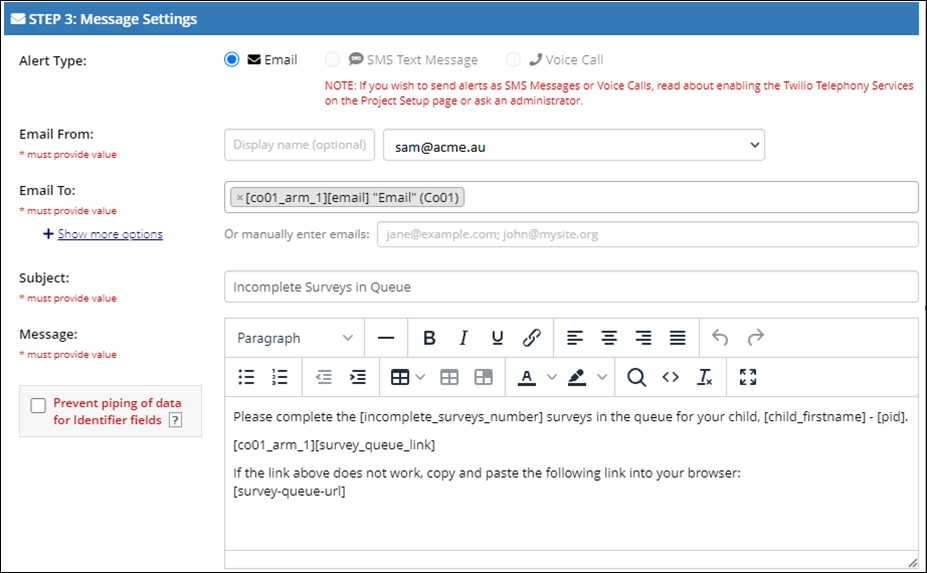 STEP 3: Message Settings
Alert Type:
Email
SMS Text Message
Voice Call
NOTE: If you wish to send alerts as SMS Messages or Voice Calls, read about enabling the Twilio Telephony Services
on the Project Setup page or ask an administrator.
Email From:
* must provide value
Display name (optional)
sam@acme.au
Email To:
* must provide value
×[co01_arm_1][email] "Email" (Co01)
+ Show more options
Or manually enter emails:
jane@example.com; john@mysite.org
Subject:
* must provide value
Incomplete Surveys in Queue
Message:
* must provide value
Paragraph
B I U
A
Prevent piping of data
for Identifier fields ?
Please complete the [incomplete_surveys_number] surveys in the queue for your child, [child_firstname] - [pid].
[co01_arm_1][survey_queue_link]
If the link above does not work, copy and paste the following link into your browser:
[survey-queue-url]